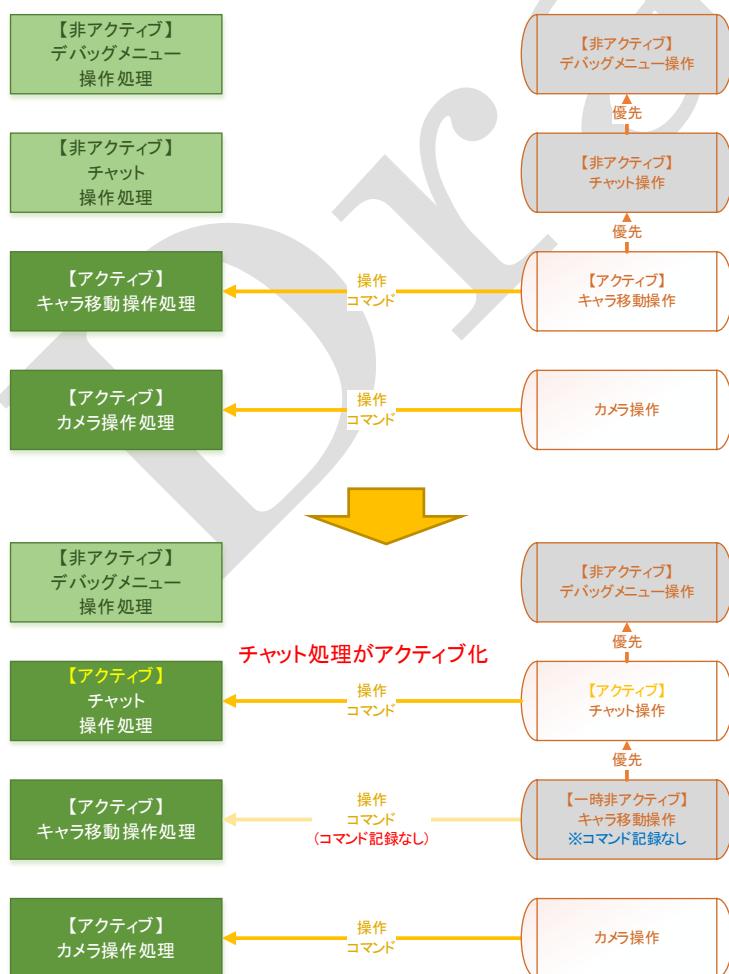 【非アクティブ】
デバッグメニュー
操作処理
【非アクティブ】
デバッグメニュー操作
優先
【非アクティブ】
チャット
操作処理
【非アクティブ】
チャット操作
優先
【アクティブ】
キャラ移動操作処理
操作
コマンド
【アクティブ】
キャラ移動操作
【アクティブ】
カメラ操作処理
操作
コマンド
カメラ操作
【非アクティブ】
デバッグメニュー
操作処理
【非アクティブ】
デバッグメニュー操作
優先
チャット処理がアクティブ化
【アクティブ】
チャット
操作処理
操作
コマンド
【アクティブ】
チャット操作
優先
【アクティブ】
キャラ移動操作処理
操作
コマンド
(コマンド記録なし)
【一時非アクティブ】
キャラ移動操作
※コマンド記録なし
【アクティブ】
カメラ操作処理
操作
コマンド
カメラ操作